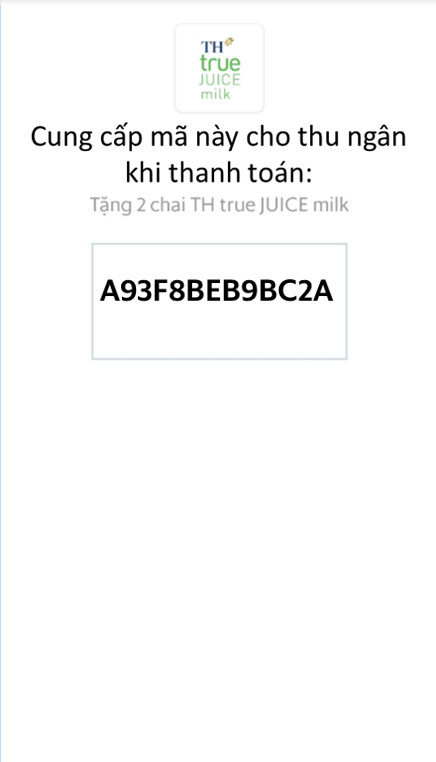 TH
true
JUICE
milk
Cung cấp mã này cho thu ngân
khi thanh toán:
Tặng 2 chai TH true JUICE milk
A93F8BEB9BC2A